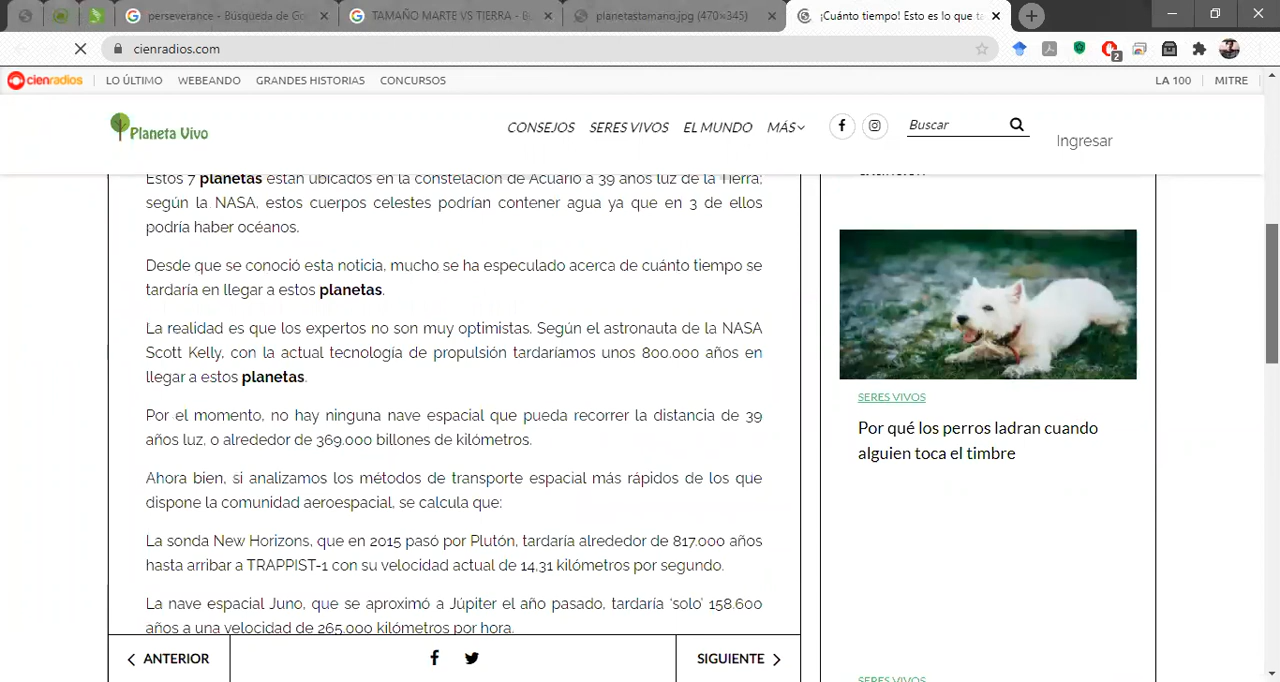 perseverance - Búsqueda de Go
TAMAÑO MARTE VS TIERRA - B
planetastamano.jpg (470×345)
¡Cuánto tiempo! Esto es lo que ta
cienradios.com
2
cienradios
LO ÚLTIMO
WEBEANDO
GRANDES HISTORIAS
CONCURSOS
LA 100
MITRE
Planeta Vivo
CONSEJOS
SERES VIVOS
EL MUNDO
MÁS
Buscar
Ingresar
Estos 7 planetas están ubicados en la constelación de Acuario a 39 años luz de la Tierra;
según la NASA, estos cuerpos celestes podrían contener agua ya que en 3 de ellos
podría haber océanos.
Desde que se conoció esta noticia, mucho se ha especulado acerca de cuánto tiempo se
tardaría en llegar a estos planetas.
La realidad es que los expertos no son muy optimistas. Según el astronauta de la NASA
Scott Kelly, con la actual tecnología de propulsión tardaríamos unos 800.000 años en
llegar a estos planetas.
Por el momento, no hay ninguna nave espacial que pueda recorrer la distancia de 39
años luz, o alrededor de 369.000 billones de kilómetros.
Ahora bien, si analizamos los métodos de transporte espacial más rápidos de los que
dispone la comunidad aeroespacial, se calcula que:
La sonda New Horizons, que en 2015 pasó por Plutón, tardaría alrededor de 817.000 años
hasta arribar a TRAPPIST-1 con su velocidad actual de 14,31 kilómetros por segundo.
La nave espacial Juno, que se aproximó a Júpiter el año pasado, tardaría 'solo' 158.600
años a una velocidad de 265.000 kilómetros por hora.
ANTERIOR
SIGUIENTE
SERES VIVOS
Por qué los perros ladran cuando
alguien toca el timbre
SERES VIVOS